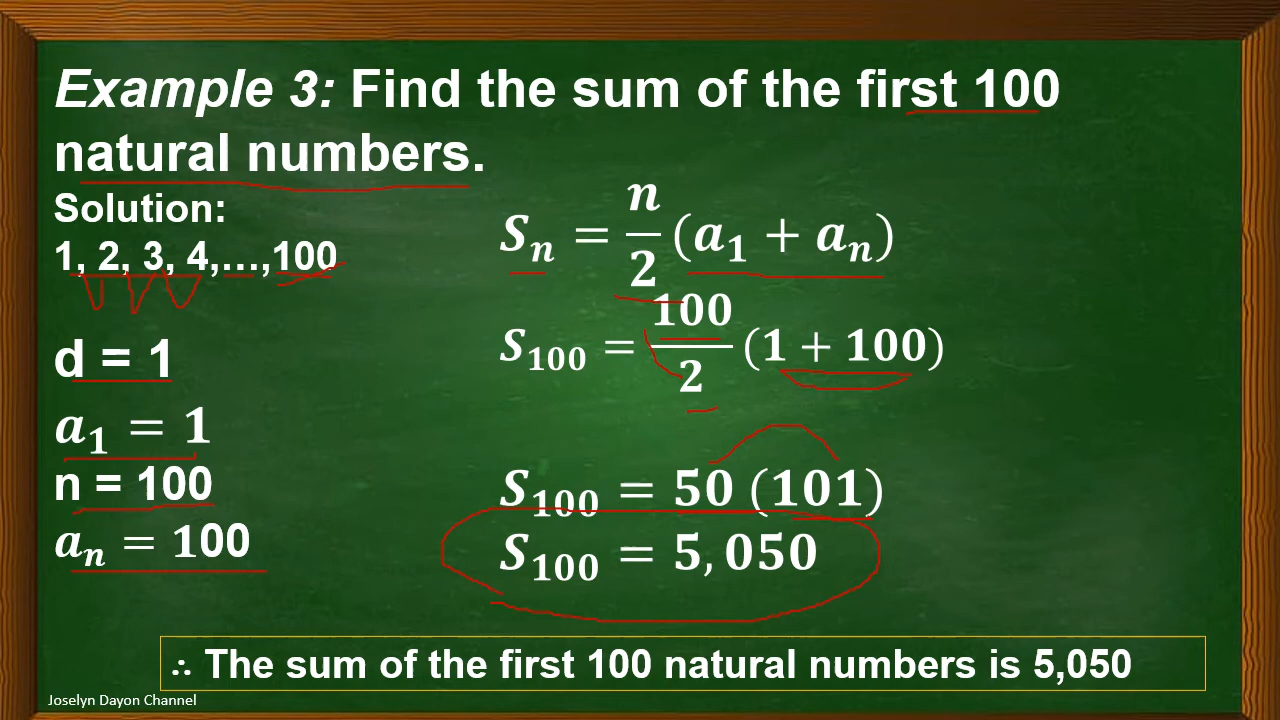 Example 3: Find the sum of the first 100
natural numbers.
Solution:
1, 2, 3, 4,…,100
d = 1
a₁ = 1
n = 100
aₙ = 100
Sₙ = n/2 (a₁ + aₙ)
S₁₀₀ = 100/2 (1 + 100)
S₁₀₀ = 50 (101)
S₁₀₀ = 5,050
∴ The sum of the first 100 natural numbers is 5,050
Joselyn Dayon Channel